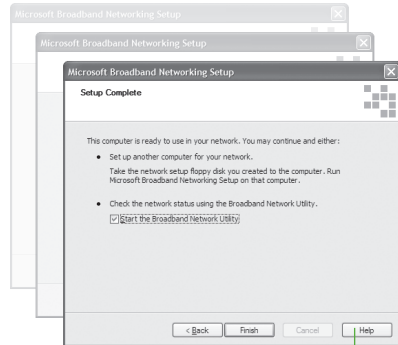 Microsoft Broadband Networking Setup
Microsoft Broadband Networking Setup
Microsoft Broadband Networking Setup
Setup Complete
This computer is ready to use in your network. You may continue and either:
• Set up another computer for your network.
Take the network setup floppy disk you created to the computer. Run
Microsoft Broadband Networking Setup on that computer.
• Check the network status using the Broadband Network Utility.
Start the Broadband Network Utility
< Back Finish Cancel Help